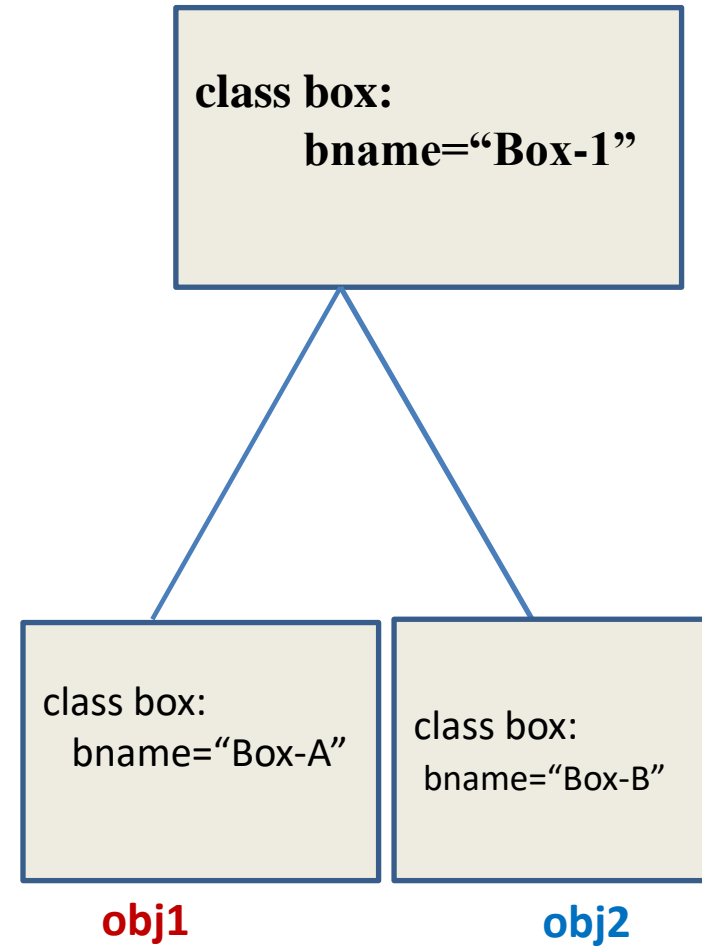 class box:
bname=“Box-1”
class box:
bname=“Box-A”
class box:
bname=“Box-B”
obj1
obj2